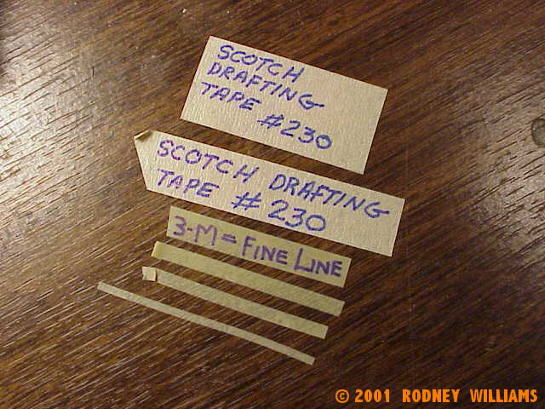 SCOTCH
DRAFTING
TAPE #230
SCOTCH DRAFTING
TAPE # 230
3-M = FINE LINE
© 2001 RODNEY WILLIAMS